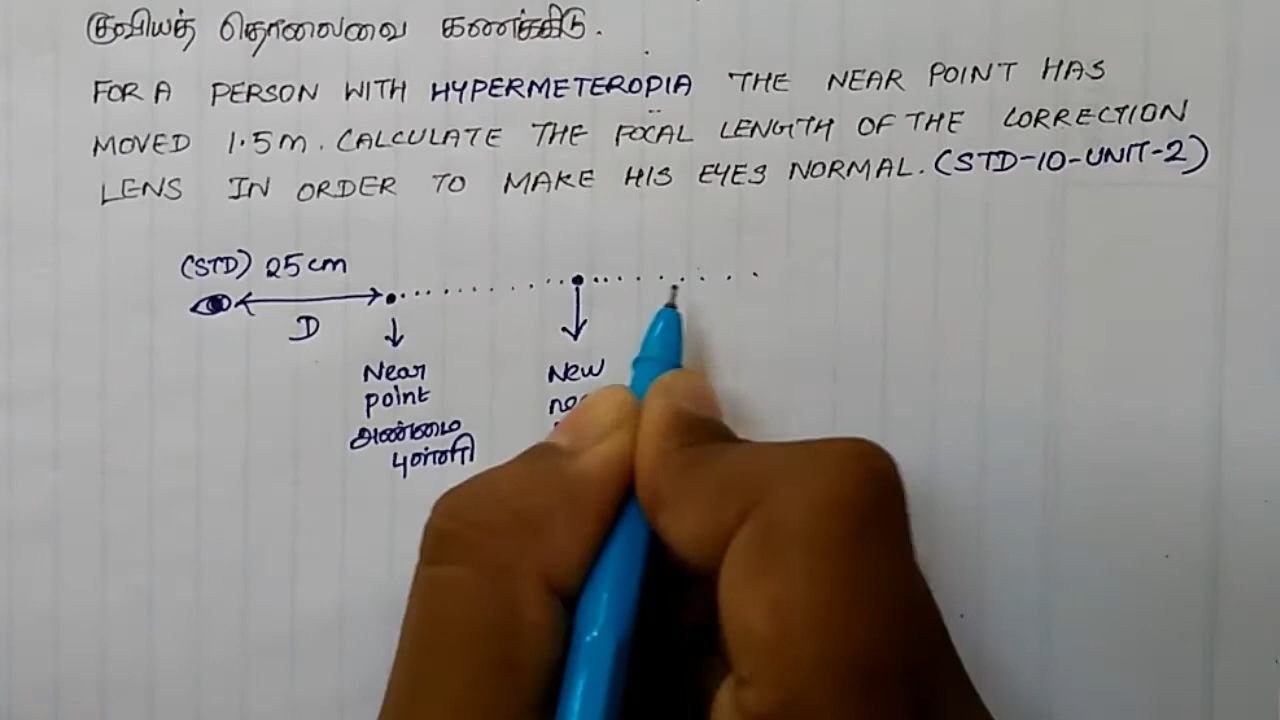 குவியத் தொலைவை கணக்கிடு.
FOR A PERSON WITH HYPERMETEROPIA THE NEAR POINT HAS
MOVED 1.5m. CALCULATE THE FOCAL LENGTH OF THE CORRECTION
LENS IN ORDER TO MAKE HIS EYES NORMAL. (STD-10-UNIT-2)
(STD) 25cm
D
Near
point
அண்மை
புள்ளி
New